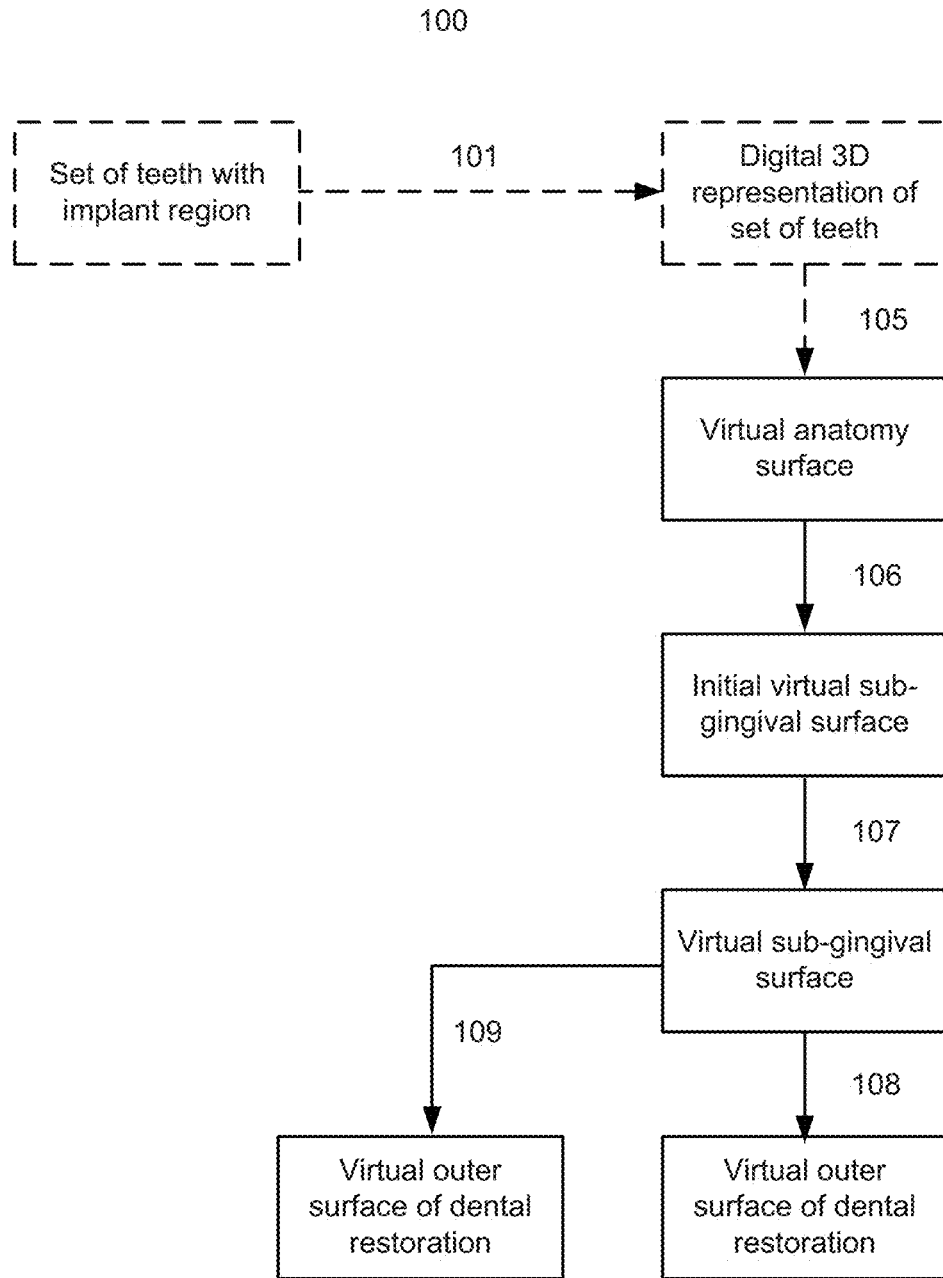 100
Set of teeth with
implant region
101
Digital 3D
representation of
set of teeth
105
Virtual anatomy
surface
106
Initial virtual sub-
gingival surface
107
Virtual sub-gingival
surface
109
108
Virtual outer
surface of dental
restoration
Virtual outer
surface of dental
restoration